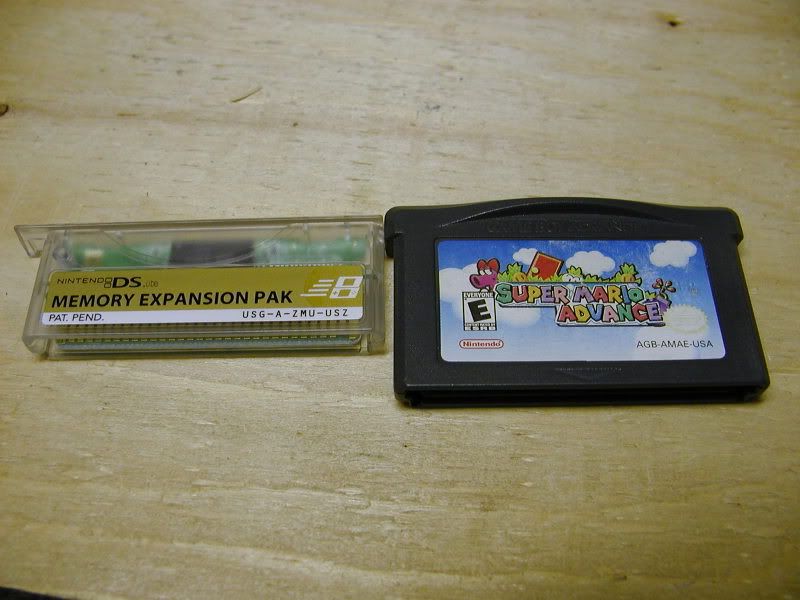 NINTENDO DS Lite
MEMORY EXPANSION PAK
PAT. PEND.
USG-A-ZMU-USZ
SUPER MARIO
ADVANCE
EVERYONE
E
ESRB
Nintendo
AGB-AMAE-USA